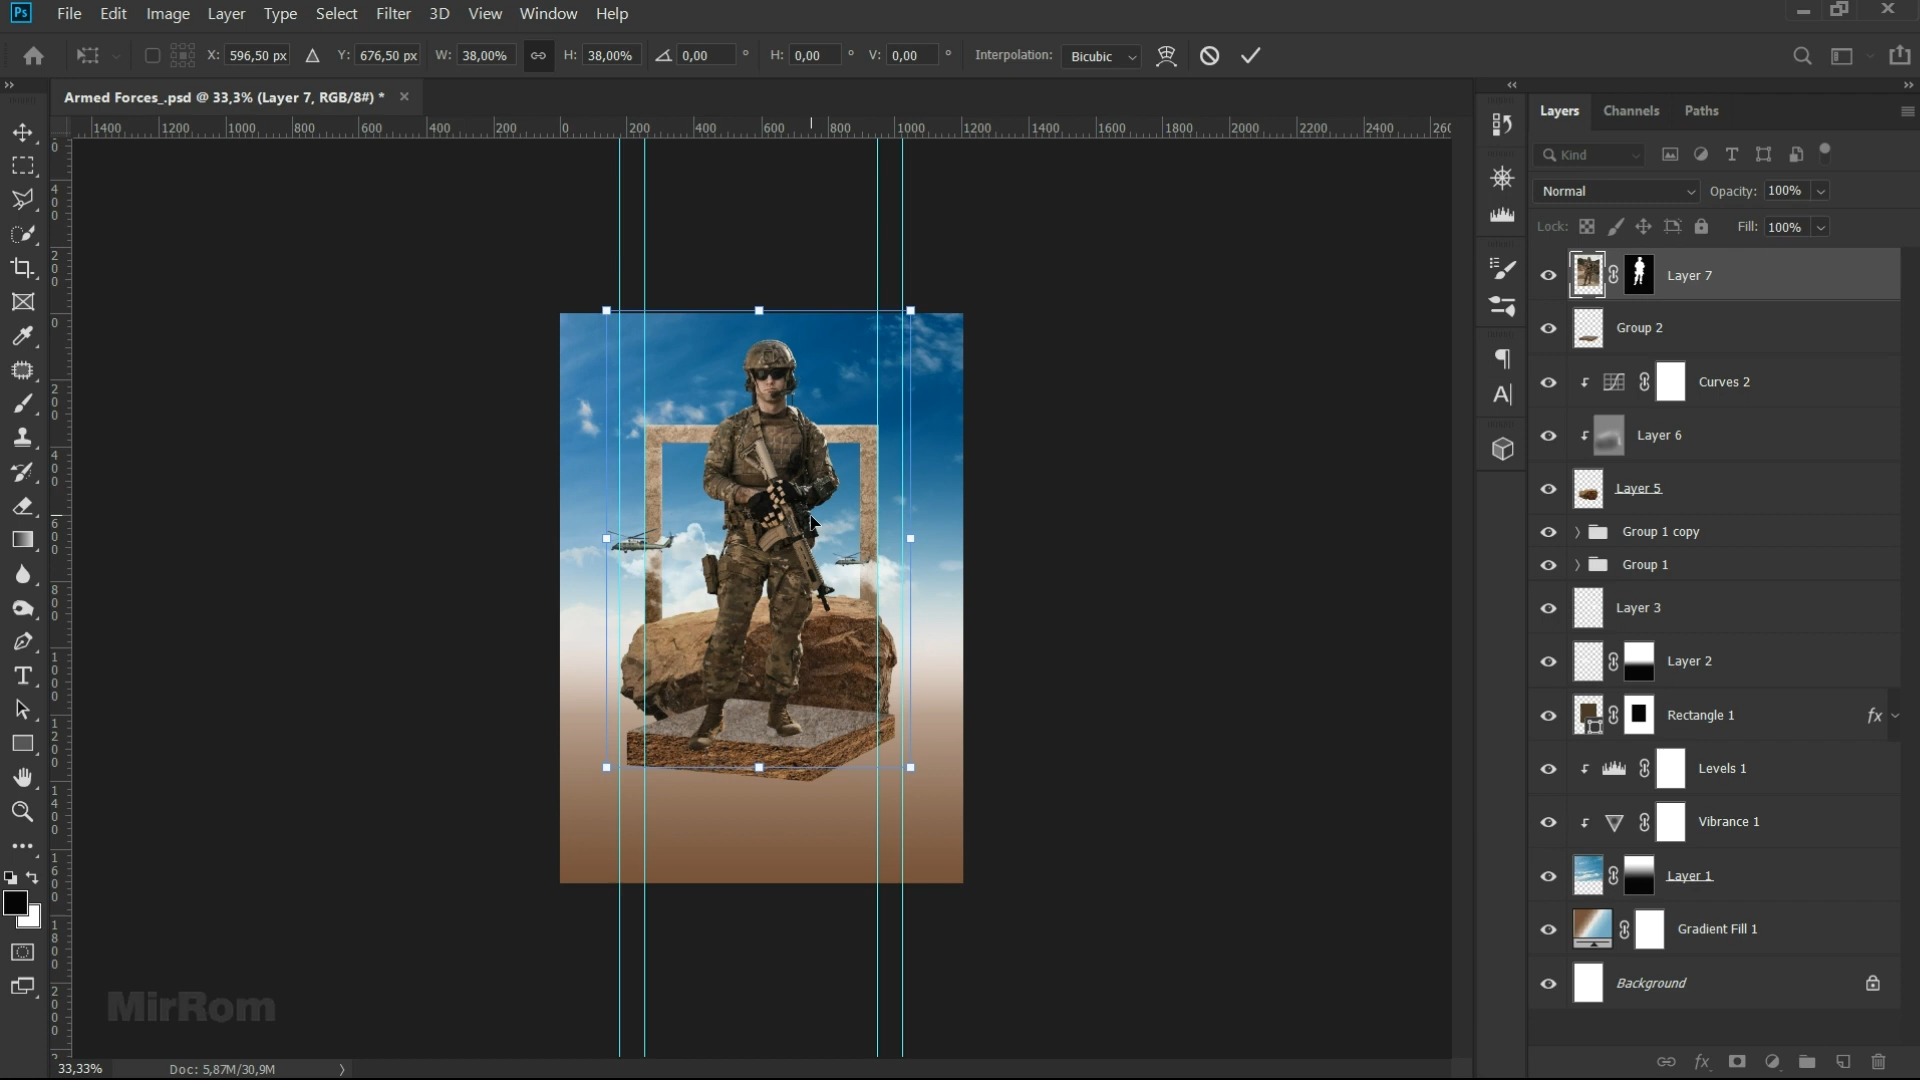 Ps File Edit Image Layer Type Select Filter 3D View Window Help
X: 596,50 px Y: 676,50 px W: 38,00% H: 38,00% 0,00 ° H: 0,00 ° V: 0,00 ° Interpolation: Bicubic
Armed Forces_.psd @ 33,3% (Layer 7, RGB/8#) *
1400 1200 1000 800 600 400 200 0 200 400 600 800 1000 1200 1400 1600 1800 2000 2200 2400
Layers Channels Paths
Kind
Normal Opacity: 100%
Lock: Fill: 100%
Layer 7
Group 2
Curves 2
Layer 6
Layer 5
Group 1 copy
Group 1
Layer 3
Layer 2
Rectangle 1 fx
Levels 1
Vibrance 1
Layer 1
Gradient Fill 1
Background
MirRom
33,33% Doc: 5,87M/30,9M
fx